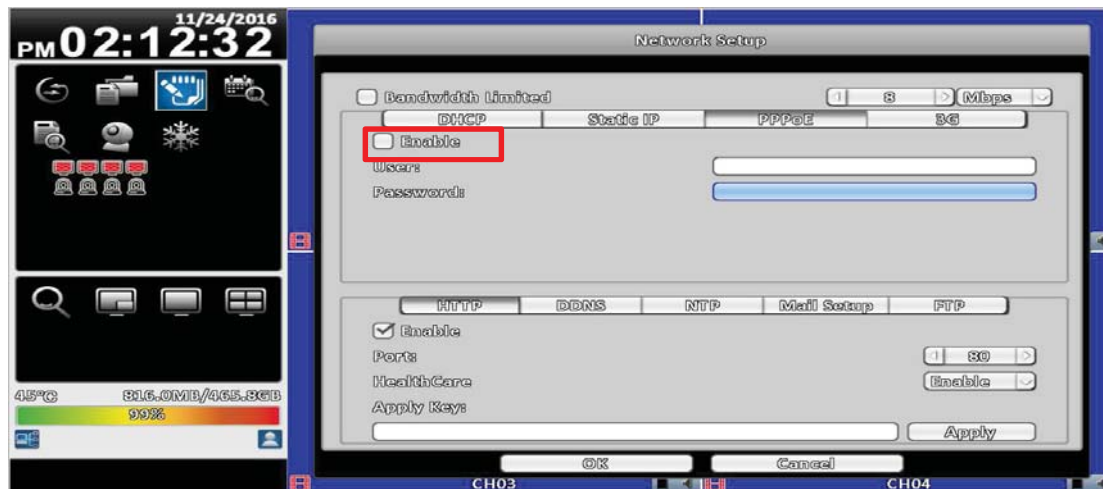 11/24/2016
PM 02:12:32
45°C 816.0MB/465.8GB
99%
Network Setup
Bandwidth Limited 8 Mbps
DHCP Static IP PPPoE 3G
Enable
User:
Password:
HTTP DDNS NTP Mail Setup FTP
Enable
Port: 80
HealthCare Enable
Apply Key:
Apply
OK Cancel
CH03 CH04